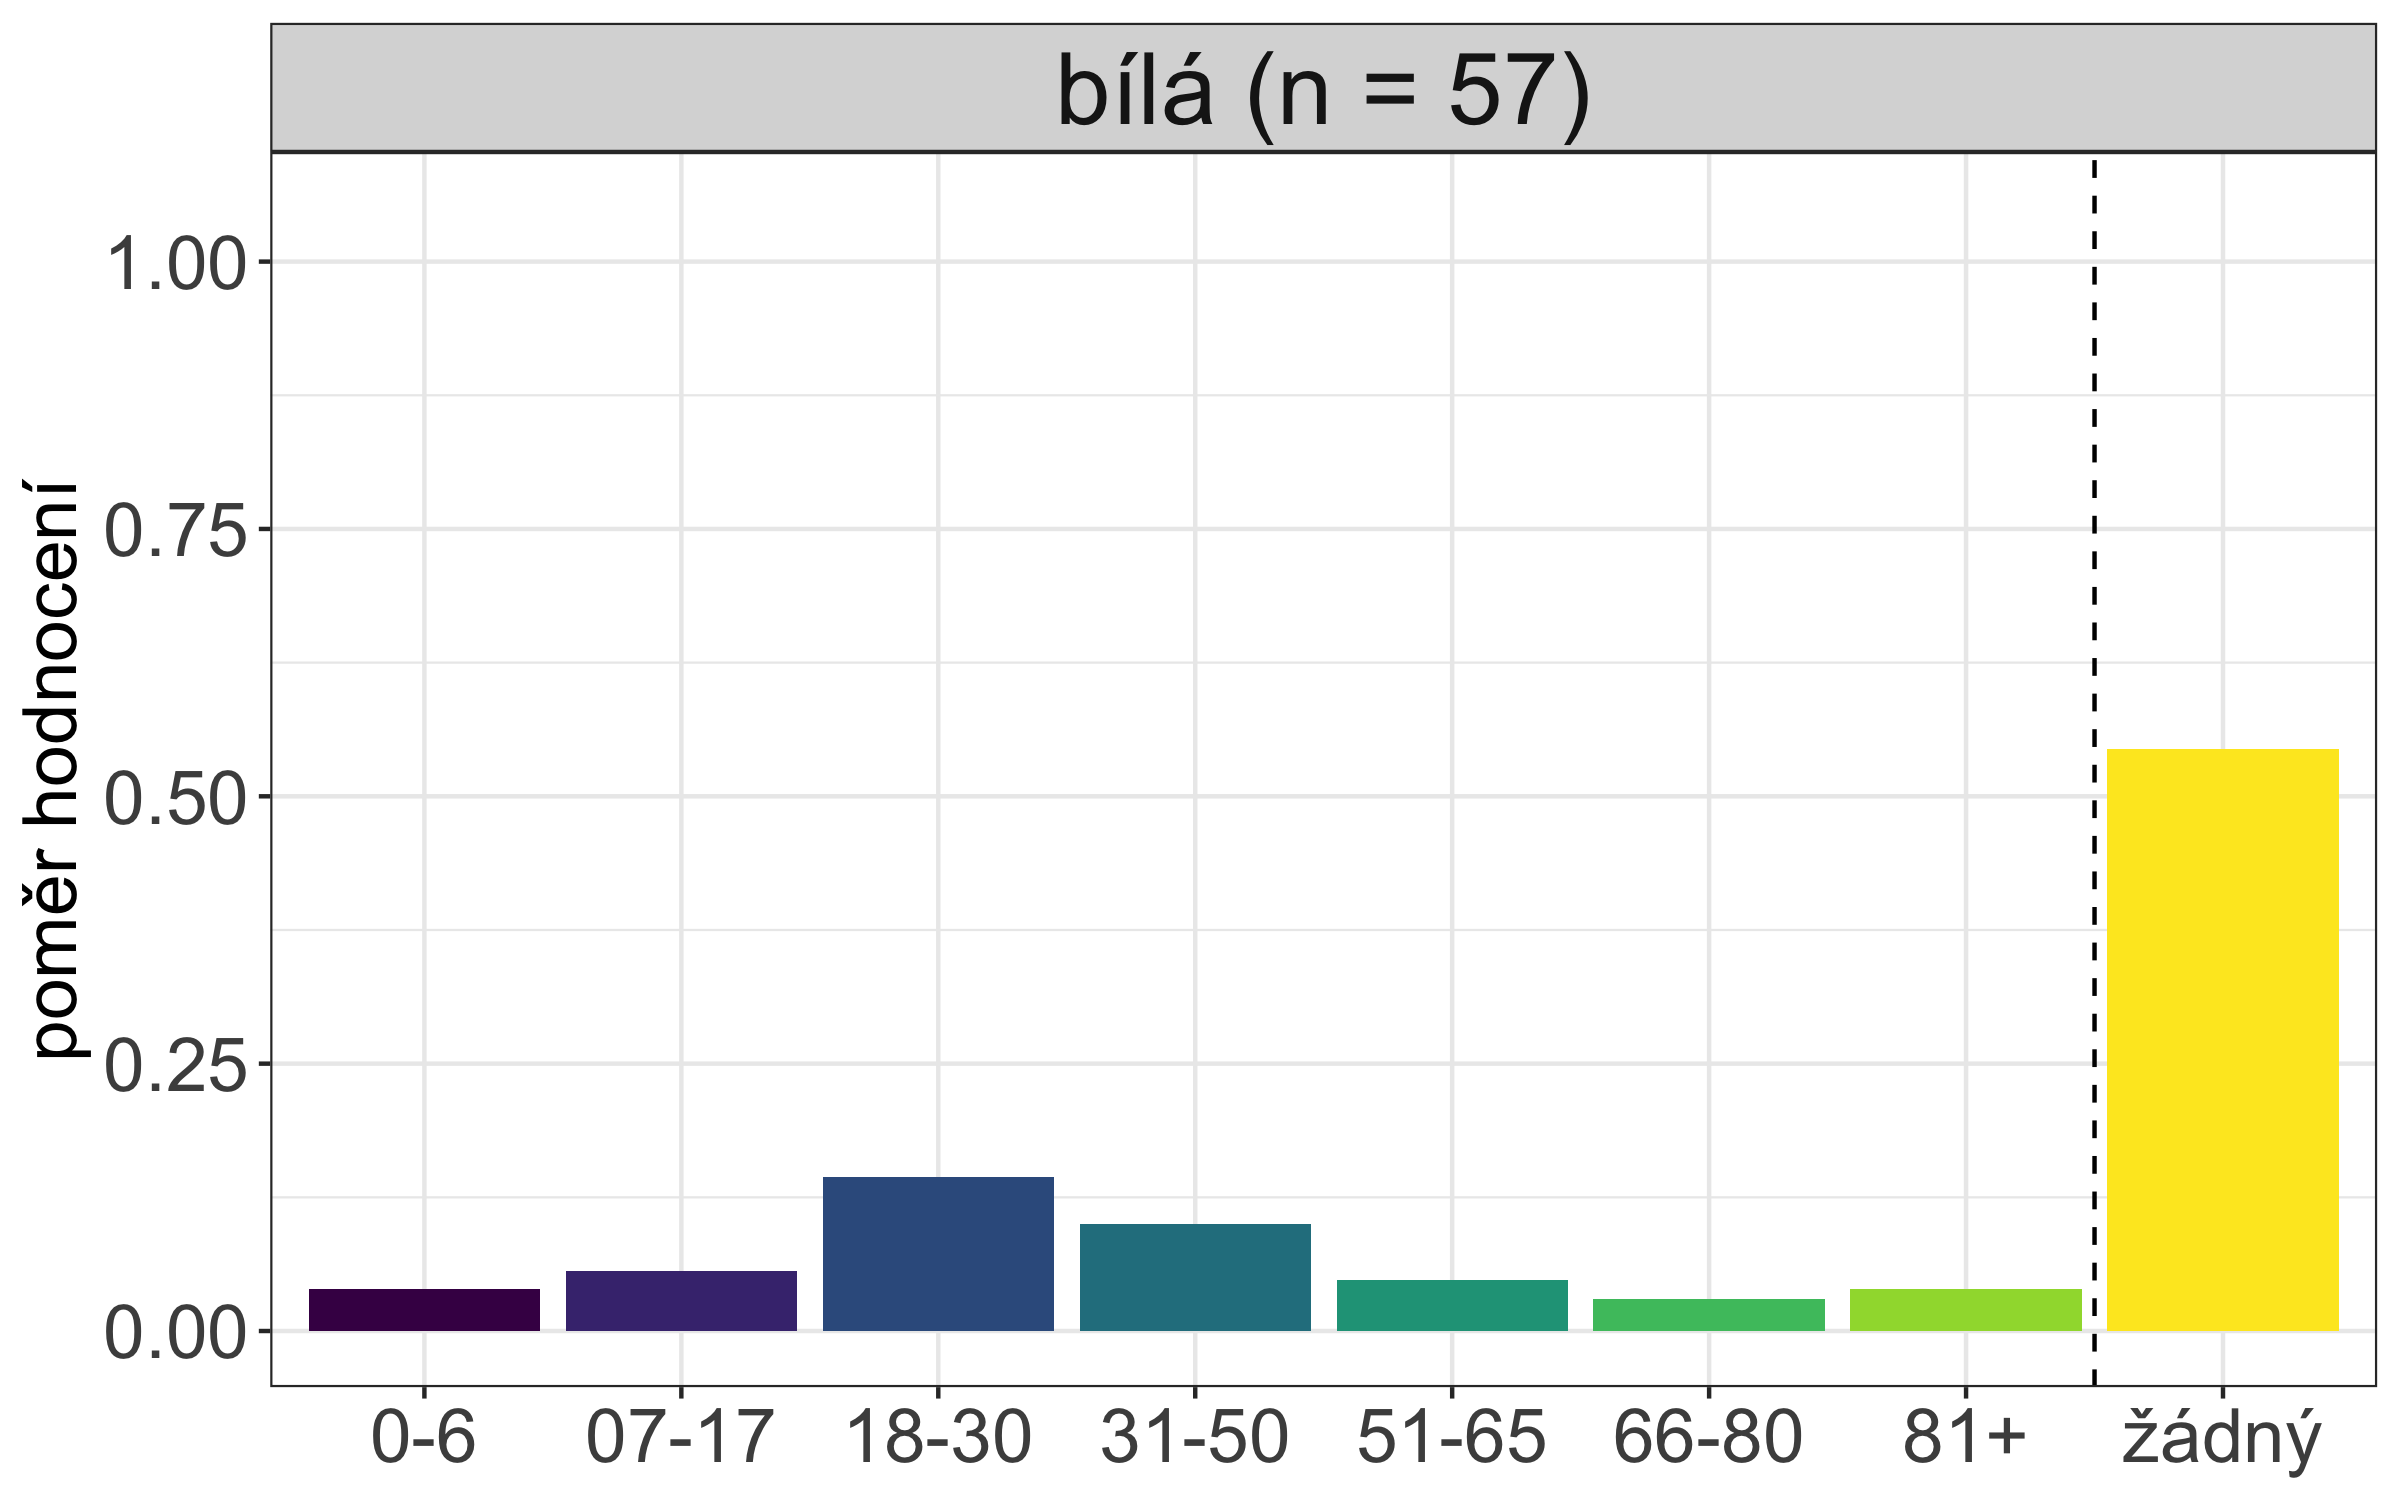 bílá (n = 57)
poměr hodnocení
1.00
0.75
0.50
0.25
0.00
0-6 07-17 18-30 31-50 51-65 66-80 81+ žádný